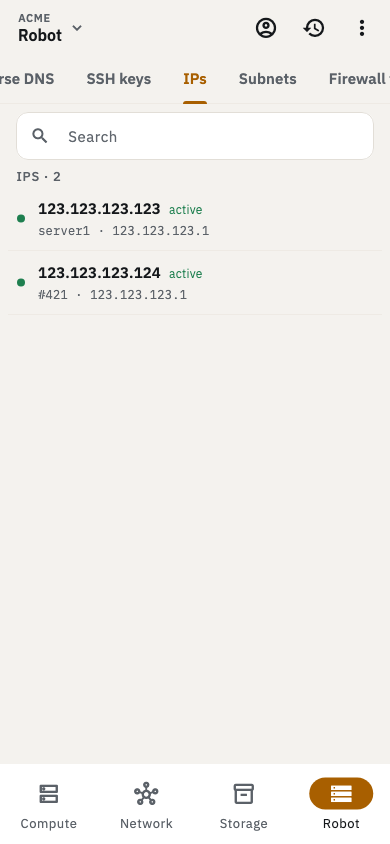 ACME
Robot
rse DNS SSH keys IPs Subnets Firewall
Search
IPS · 2
123.123.123.123 active
server1 · 123.123.123.1
123.123.123.124 active
#421 · 123.123.123.1
Compute Network Storage Robot